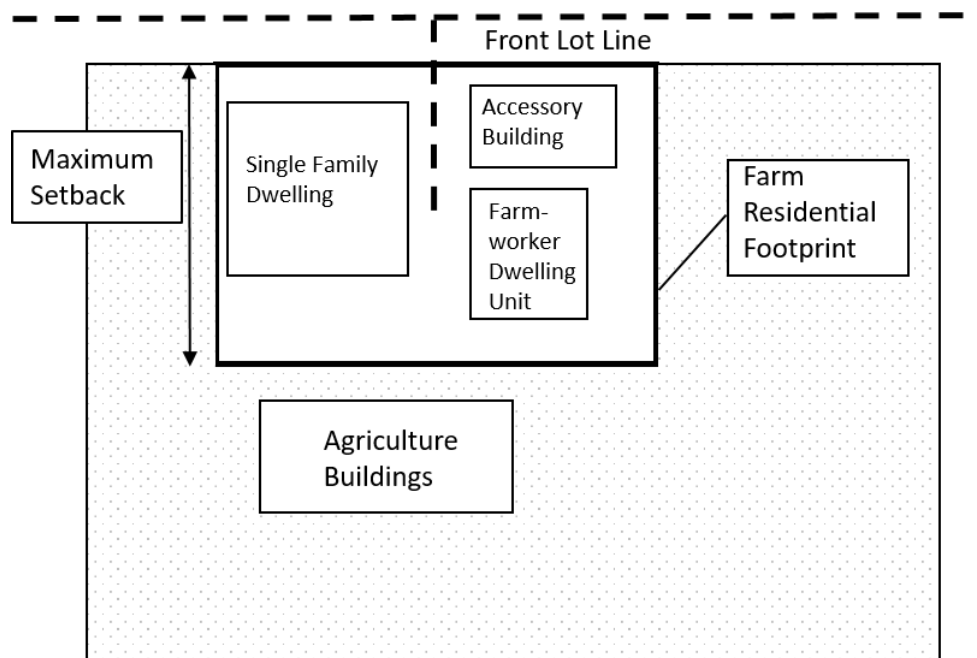 Front Lot Line
Maximum
Setback
Single Family
Dwelling
Accessory
Building
Farm-
worker
Dwelling
Unit
Farm
Residential
Footprint
Agriculture
Buildings